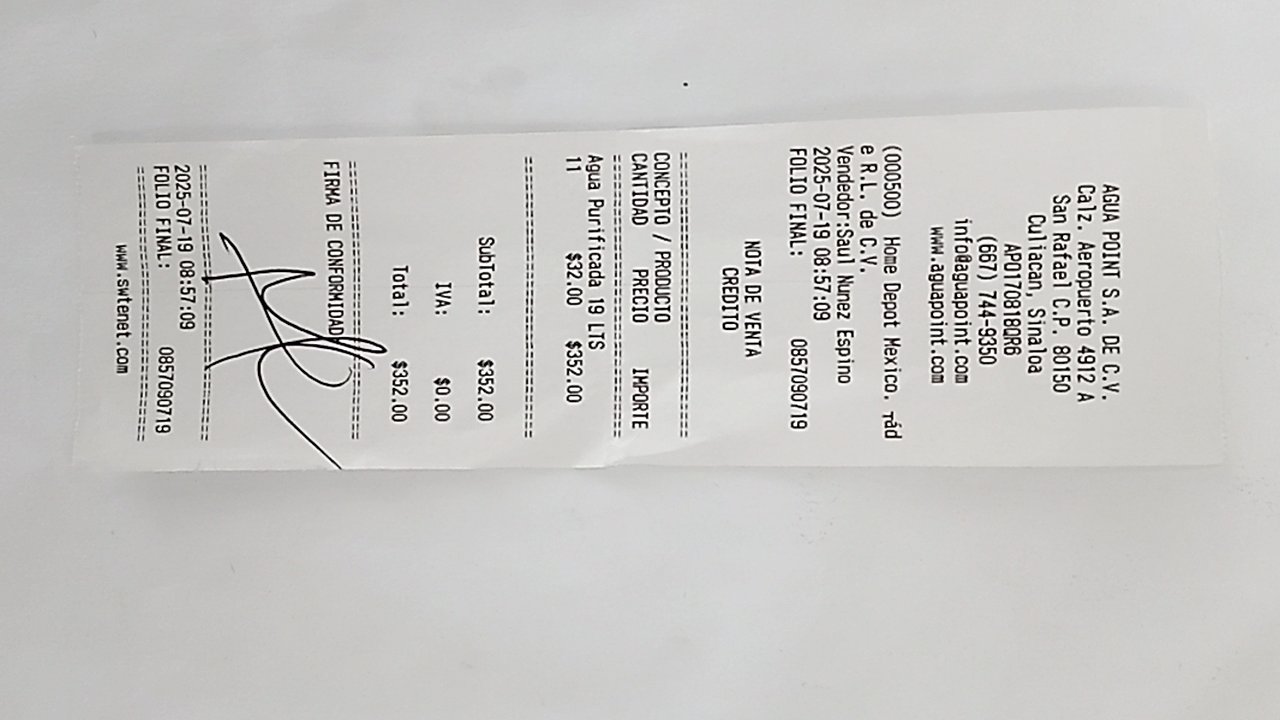 AGUA POINT S.A. DE C.V.
Calz. Aeropuerto 4912 A
San Rafael C.P. 80150
Culiacan, Sinaloa
APO170818QR6
(667) 744-9350
info@aguapoint.com
www.aguapoint.com
(000500) Home Depot Mexico,
e R.L. de C.V.
Vendedor:Saul Nunez Espino
2025-07-19 08:57:09
FOLIO FINAL: 0857090719
NOTA DE VENTA
CREDITO
==============================
CONCEPTO / PRODUCTO
CANTIDAD PRECIO IMPORTE
==============================
Agua Purificada 19 LTS
11 $32.00 $352.00
==============================
SubTotal: $352.00
IVA: $0.00
Total: $352.00
==============================
FIRMA DE CONFORMIDAD
==============================
2025-07-19 08:57:09
FOLIO FINAL: 0857090719
==============================
www.swtenet.com